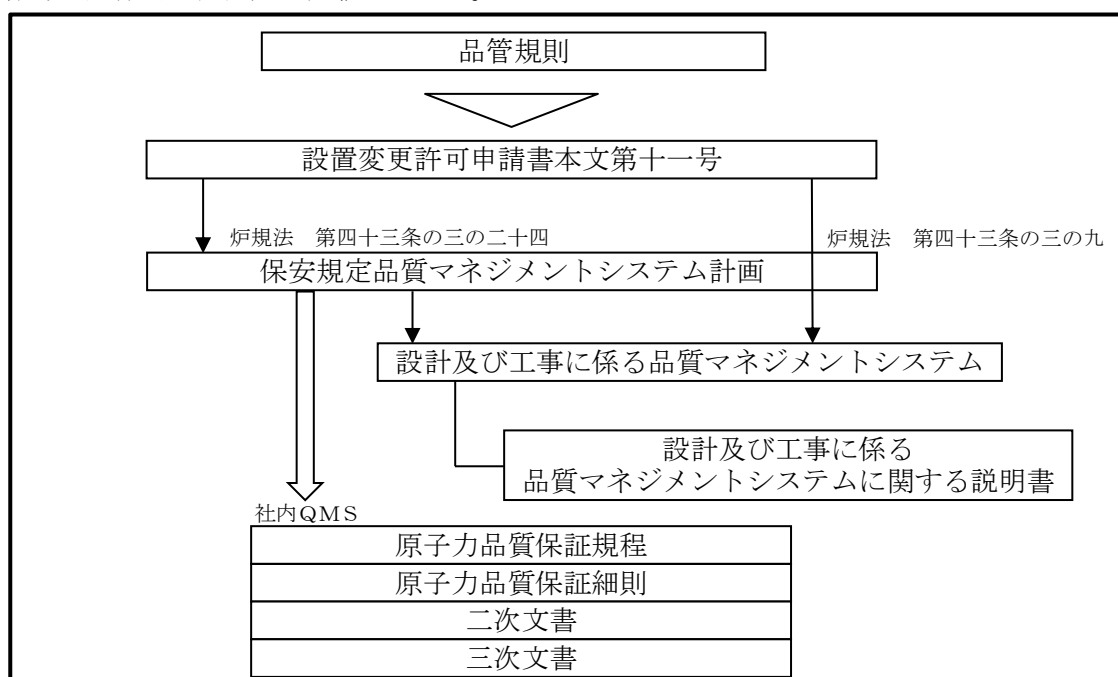 品管規則
設置変更許可申請書本文第十一号
炉規法　第四十三条の三の二十四
炉規法　第四十三条の三の九
保安規定品質マネジメントシステム計画
設計及び工事に係る品質マネジメントシステム
設計及び工事に係る
品質マネジメントシステムに関する説明書
社内ＱＭＳ
原子力品質保証規程
原子力品質保証細則
二次文書
三次文書